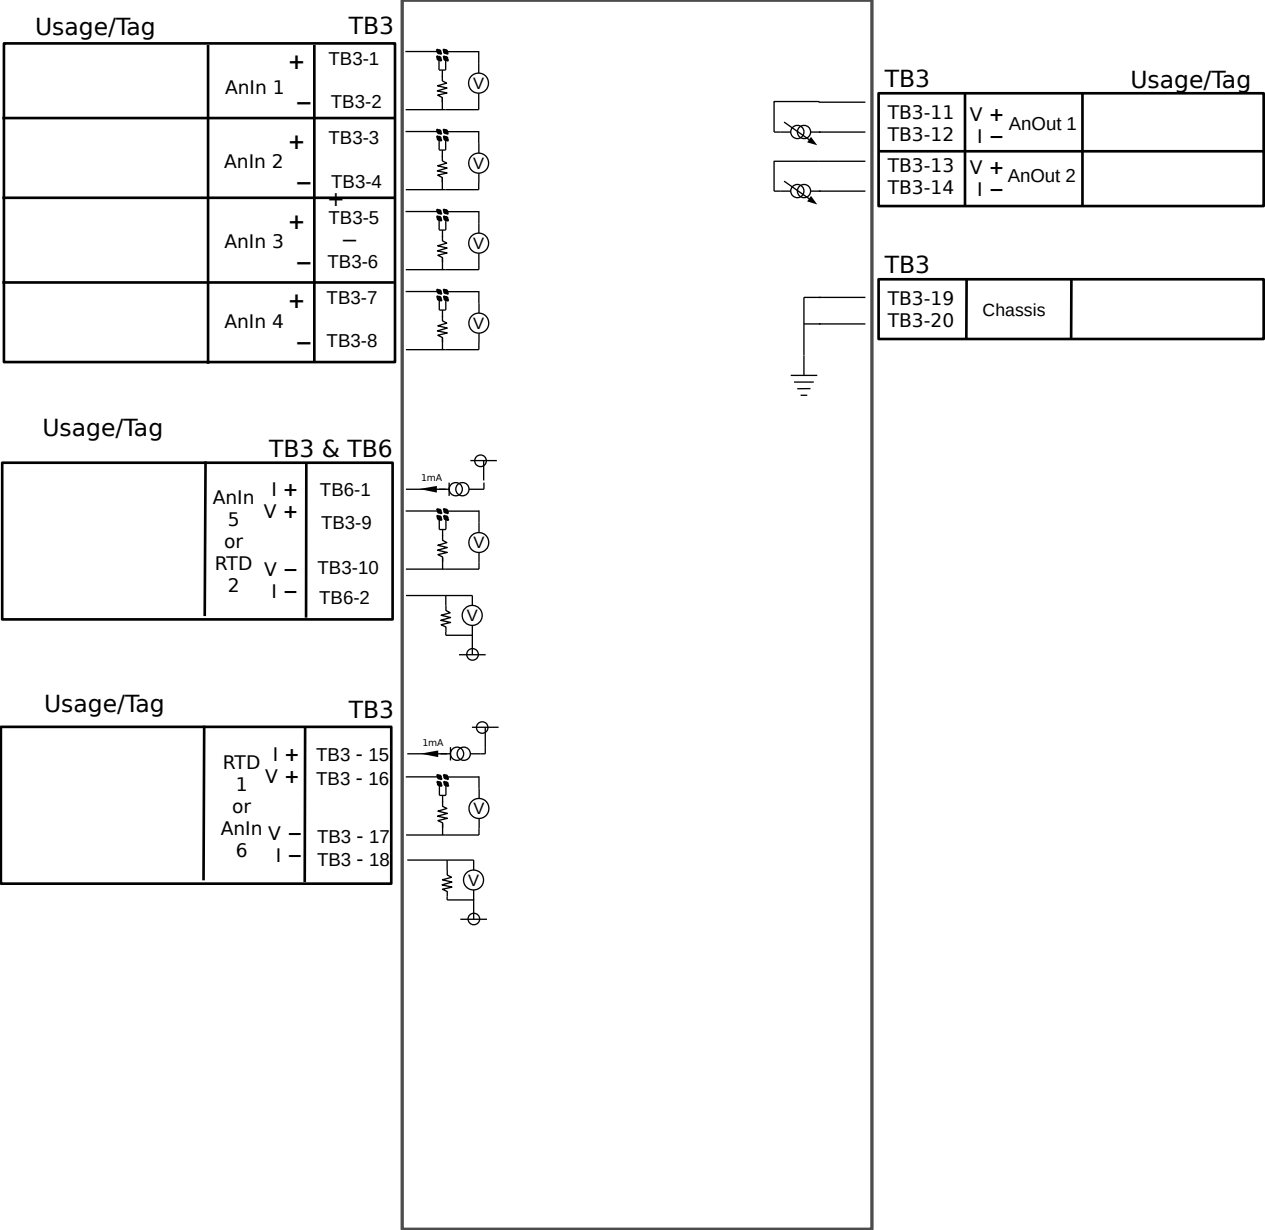 Usage/Tag TB3
+ TB3-1
AnIn 1
− TB3-2
+ TB3-3
AnIn 2
− TB3-4
+
+ TB3-5
AnIn 3 −
− TB3-6
+ TB3-7
AnIn 4
− TB3-8
V
V
V
V
Usage/Tag
TB3 & TB6
AnIn
5
or
RTD
2
I + TB6-1
V + TB3-9
V − TB3-10
I − TB6-2
1mA
V
V
Usage/Tag TB3
RTD
1
or
AnIn
6
I + TB3 - 15
V + TB3 - 16
V − TB3 - 17
I − TB3 - 18
1mA
V
V
TB3 Usage/Tag
TB3-11 V +
TB3-12 I − AnOut 1
TB3-13 V +
TB3-14 I − AnOut 2
TB3
TB3-19
TB3-20
Chassis